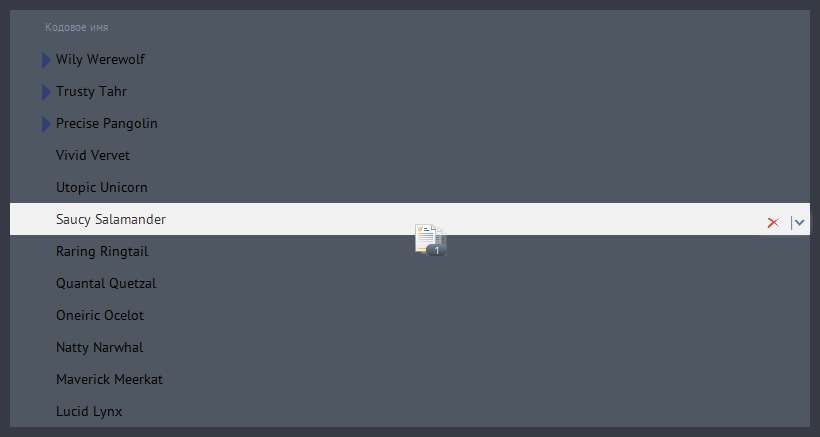 Кодовое имя
Wily Werewolf
Trusty Tahr
Precise Pangolin
Vivid Vervet
Utopic Unicorn
Saucy Salamander
1
Raring Ringtail
Quantal Quetzal
Oneiric Ocelot
Natty Narwhal
Maverick Meerkat
Lucid Lynx